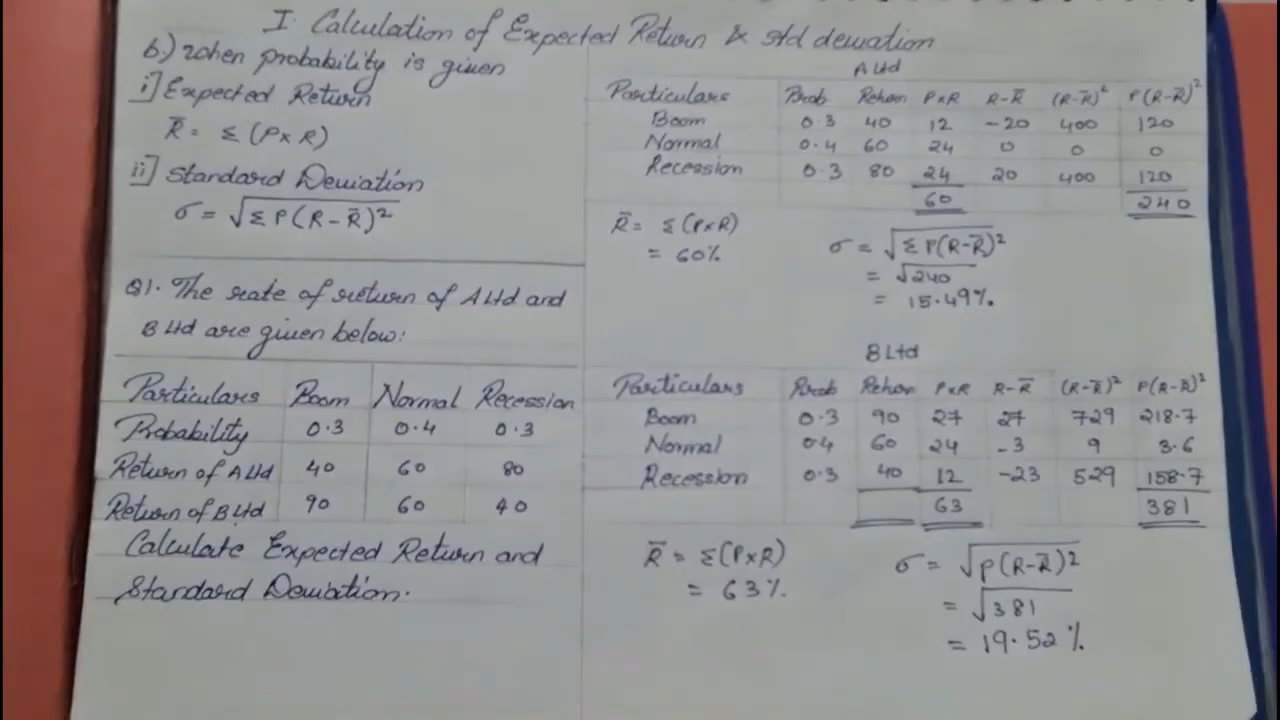 I. Calculation of Expected Return & std deviation
b.) when probability is given
i] Expected Return
R̄ = Σ (P×R)
ii] Standard Deviation
σ = √Σ P(R-R̄)²
Q1. The rate of return of A Ltd and
B Ltd are given below:
Particulars Boom Normal Recession
Probability 0.3 0.4 0.3
Return of A Ltd 40 60 80
Return of B Ltd 90 60 40
Calculate Expected Return and
Standard Deviation.
A Ltd
Particulars Prob Return P×R R-R̄ (R-R̄)² P(R-R̄)²
Boom 0.3 40 12 -20 400 120
Normal 0.4 60 24 0 0 0
Recession 0.3 80 24 20 400 120
60 240
R̄ = Σ (P×R)
= 60%
σ = √Σ P(R-R̄)²
= √240
= 15.49%
B Ltd
Particulars Prob Return P×R R-R̄ (R-R̄)² P(R-R)²
Boom 0.3 90 27 27 729 218.7
Normal 0.4 60 24 -3 9 3.6
Recession 0.3 40 12 -23 529 158.7
63 381
R̄ = Σ(P×R)
= 63%
σ = √P(R-R̄)²
= √381
= 19.52%